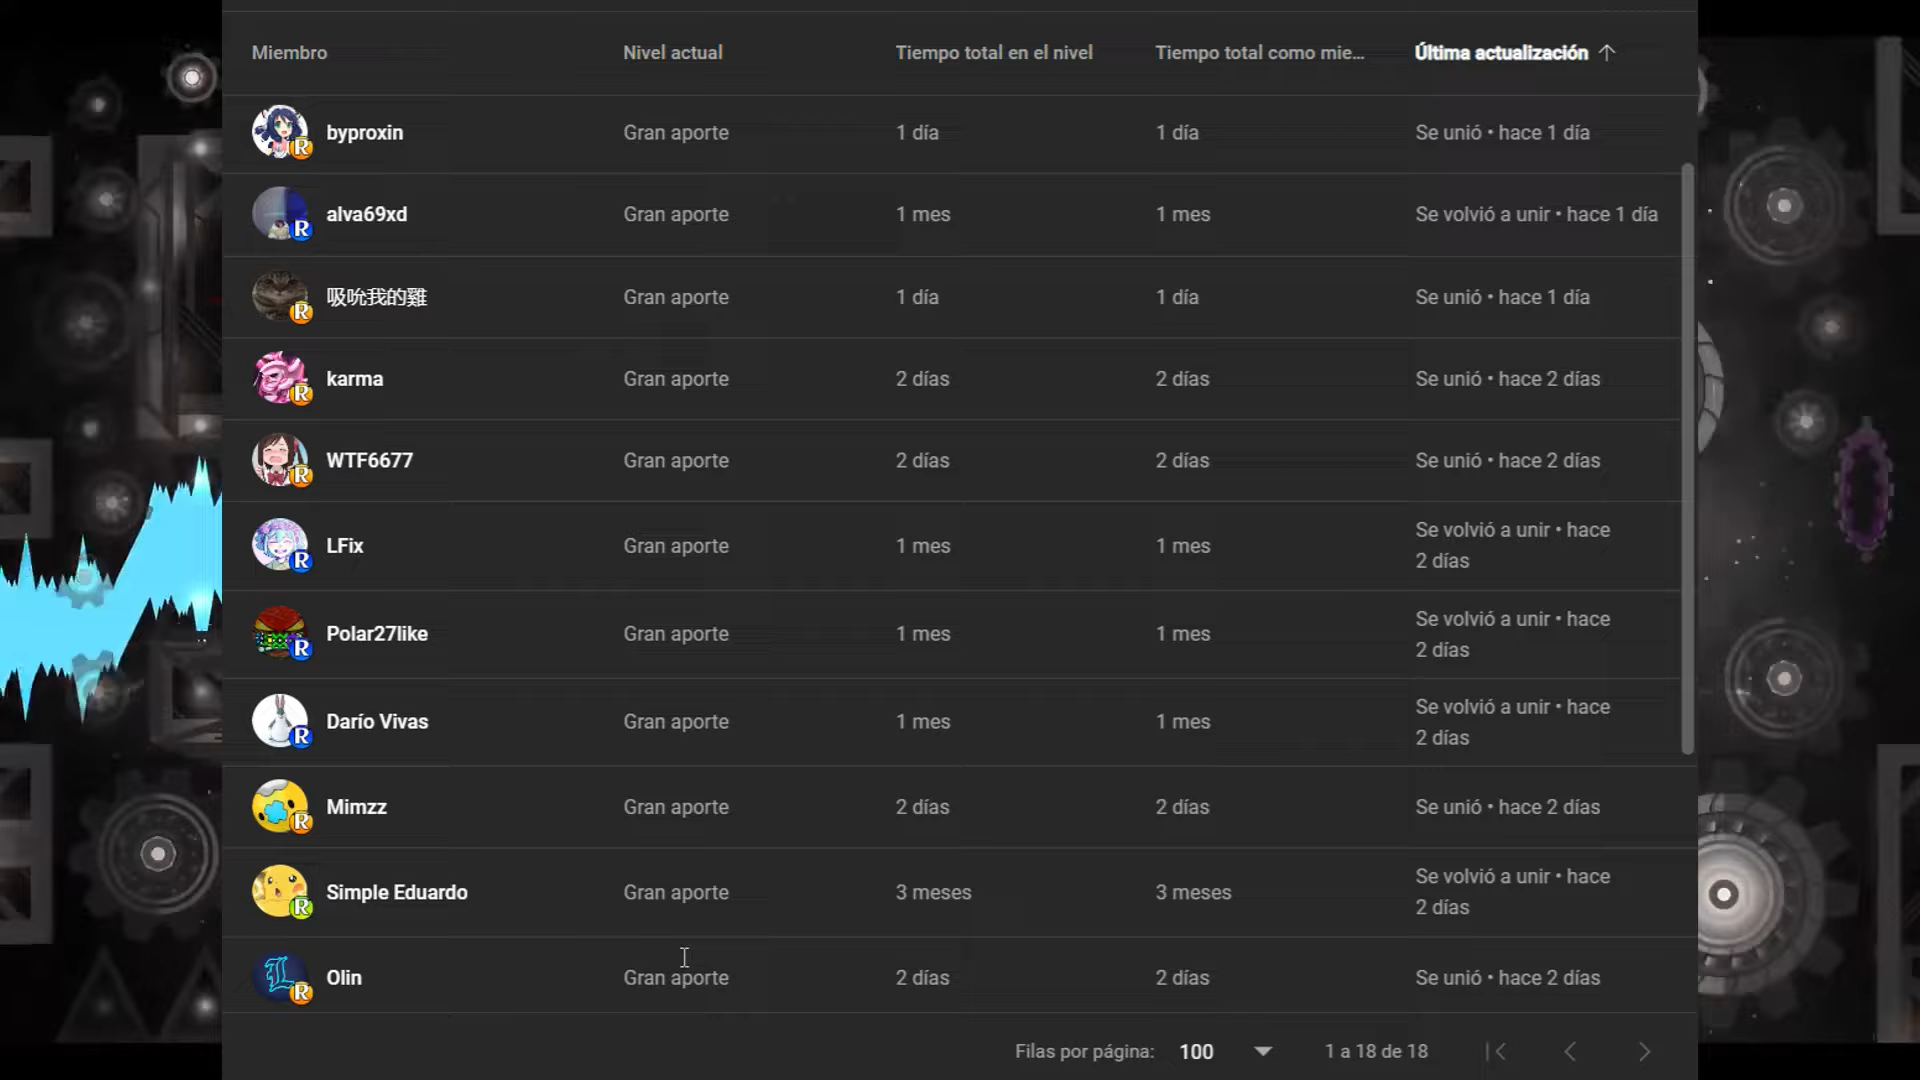 Miembro Nivel actual Tiempo total en el nivel Tiempo total como mie... Última actualización
byproxin Gran aporte 1 día 1 día Se unió • hace 1 día
alva69xd Gran aporte 1 mes 1 mes Se volvió a unir • hace 1 día
吸吮我的雞 Gran aporte 1 día 1 día Se unió • hace 1 día
karma Gran aporte 2 días 2 días Se unió • hace 2 días
WTF6677 Gran aporte 2 días 2 días Se unió • hace 2 días
LFix Gran aporte 1 mes 1 mes Se volvió a unir • hace
2 días
Polar27like Gran aporte 1 mes 1 mes Se volvió a unir • hace
2 días
Darío Vivas Gran aporte 1 mes 1 mes Se volvió a unir • hace
2 días
Mimzz Gran aporte 2 días 2 días Se unió • hace 2 días
Simple Eduardo Gran aporte 3 meses 3 meses Se volvió a unir • hace
2 días
Olin Gran aporte 2 días 2 días Se unió • hace 2 días
Filas por página: 100 1 a 18 de 18